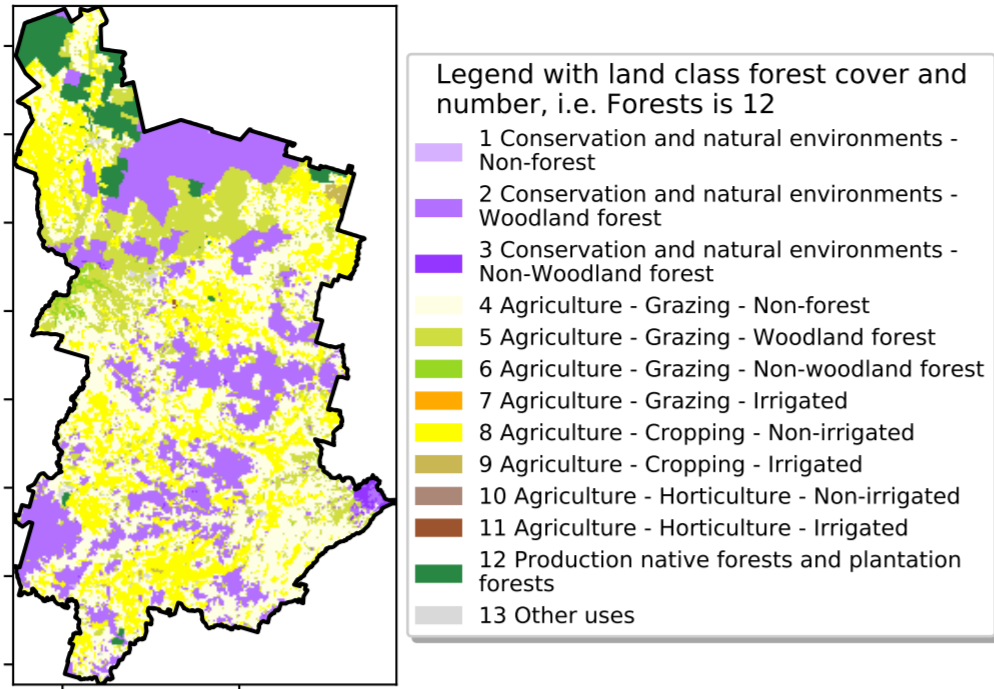 Legend with land class forest cover and
number, i.e. Forests is 12
1 Conservation and natural environments -
Non-forest
2 Conservation and natural environments -
Woodland forest
3 Conservation and natural environments -
Non-Woodland forest
4 Agriculture - Grazing - Non-forest
5 Agriculture - Grazing - Woodland forest
6 Agriculture - Grazing - Non-woodland forest
7 Agriculture - Grazing - Irrigated
8 Agriculture - Cropping - Non-irrigated
9 Agriculture - Cropping - Irrigated
10 Agriculture - Horticulture - Non-irrigated
11 Agriculture - Horticulture - Irrigated
12 Production native forests and plantation
forests
13 Other uses